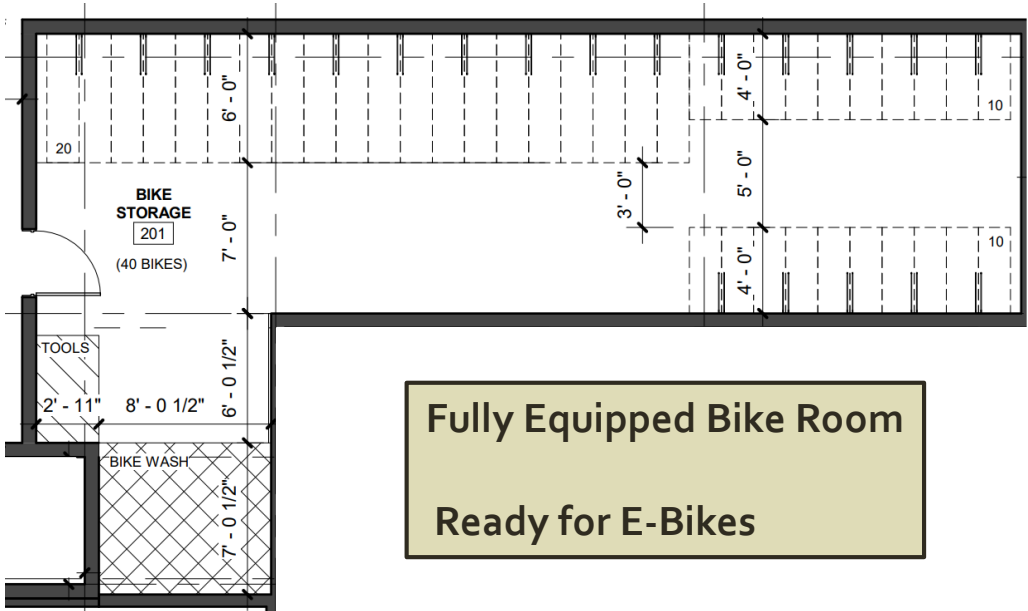 6' - 0"
4' - 0"
10
20
BIKE
STORAGE
201
(40 BIKES)
7' - 0"
3' - 0"
5' - 0"
10
4' - 0"
TOOLS
2' - 11"
8' - 0 1/2"
6' - 0 1/2"
BIKE WASH
7' - 0 1/2"
Fully Equipped Bike Room
Ready for E-Bikes